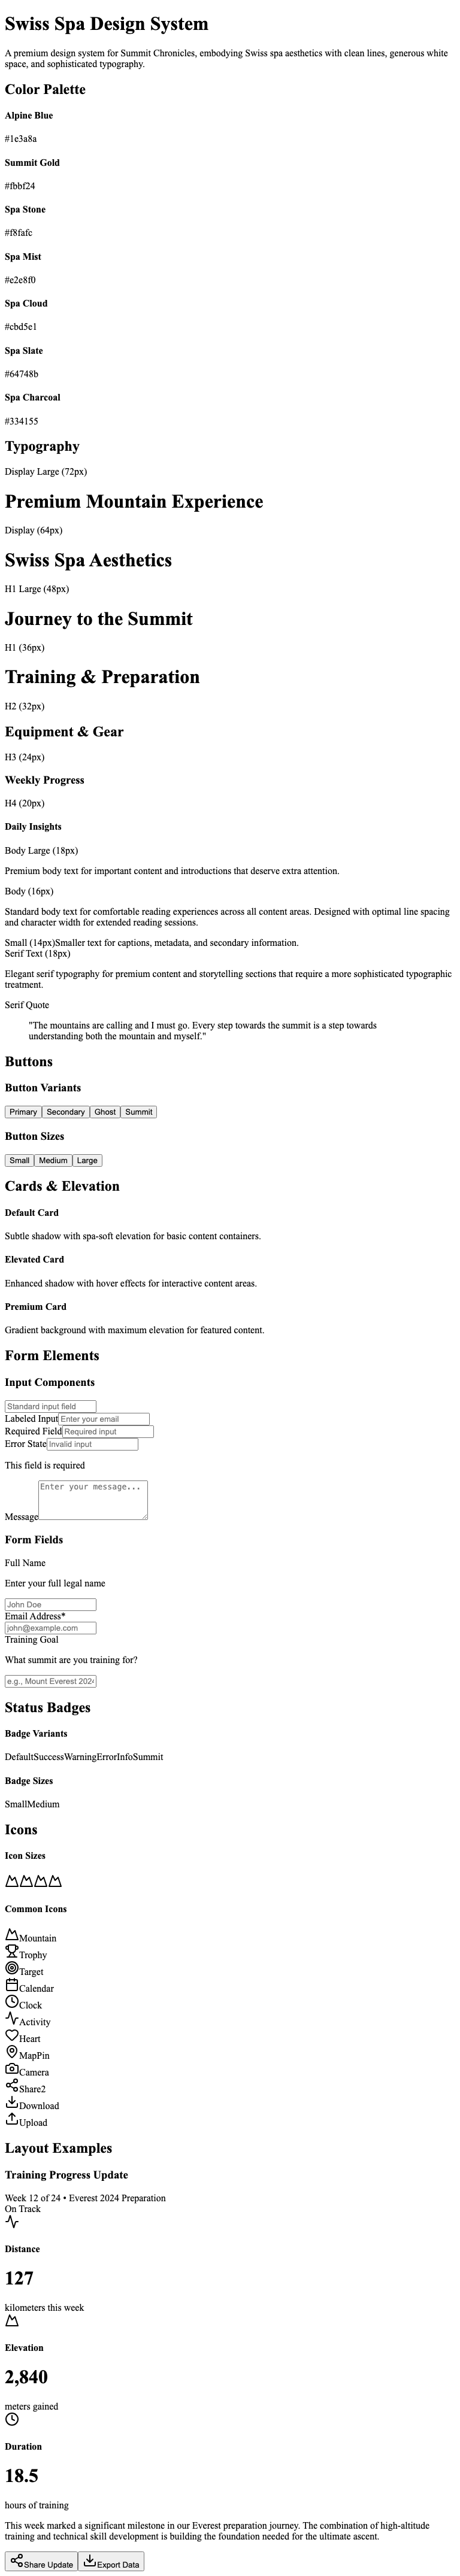 Swiss Spa Design System
A premium design system for Summit Chronicles, embodying Swiss spa aesthetics with clean lines, generous white
space, and sophisticated typography.
Color Palette
Alpine Blue
#1e3a8a
Summit Gold
#fbbf24
Spa Stone
#f8fafc
Spa Mist
#e2e8f0
Spa Cloud
#cbd5e1
Spa Slate
#64748b
Spa Charcoal
#334155
Typography
Display Large (72px)
Premium Mountain Experience
Display (64px)
Swiss Spa Aesthetics
H1 Large (48px)
Journey to the Summit
H1 (36px)
Training & Preparation
H2 (32px)
Equipment & Gear
H3 (24px)
Weekly Progress
H4 (20px)
Daily Insights
Body Large (18px)
Premium body text for important content and introductions that deserve extra attention.
Body (16px)
Standard body text for comfortable reading experiences across all content areas. Designed with optimal line spacing
and character width for extended reading sessions.
Small (14px)Smaller text for captions, metadata, and secondary information.
Serif Text (18px)
Elegant serif typography for premium content and storytelling sections that require a more sophisticated typographic
treatment.
Serif Quote
"The mountains are calling and I must go. Every step towards the summit is a step towards
understanding both the mountain and myself."
Buttons
Button Variants
Primary Secondary Ghost Summit
Button Sizes
Small Medium Large
Cards & Elevation
Default Card
Subtle shadow with spa-soft elevation for basic content containers.
Elevated Card
Enhanced shadow with hover effects for interactive content areas.
Premium Card
Gradient background with maximum elevation for featured content.
Form Elements
Input Components
Standard input field
Labeled Input Enter your email
Required Field Required input
Error State Invalid input
This field is required
Message Enter your message...
Form Fields
Full Name
Enter your full legal name
John Doe
Email Address*
john@example.com
Training Goal
What summit are you training for?
e.g., Mount Everest 2024
Status Badges
Badge Variants
DefaultSuccessWarningErrorInfoSummit
Badge Sizes
SmallMedium
Icons
Icon Sizes
Common Icons
Mountain
Trophy
Target
Calendar
Clock
Activity
Heart
MapPin
Camera
Share2
Download
Upload
Layout Examples
Training Progress Update
Week 12 of 24 • Everest 2024 Preparation
On Track
Distance
127
kilometers this week
Elevation
2,840
meters gained
Duration
18.5
hours of training
This week marked a significant milestone in our Everest preparation journey. The combination of high-altitude
training and technical skill development is building the foundation needed for the ultimate ascent.
Share Update Export Data